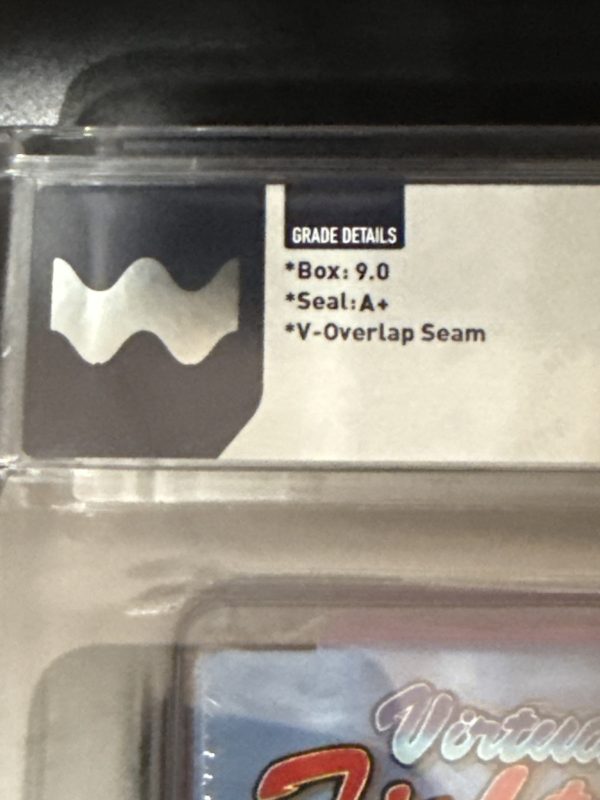 GRADE DETAILS
*Box: 9.0
*Seal:A+
*V-Overlap Seam